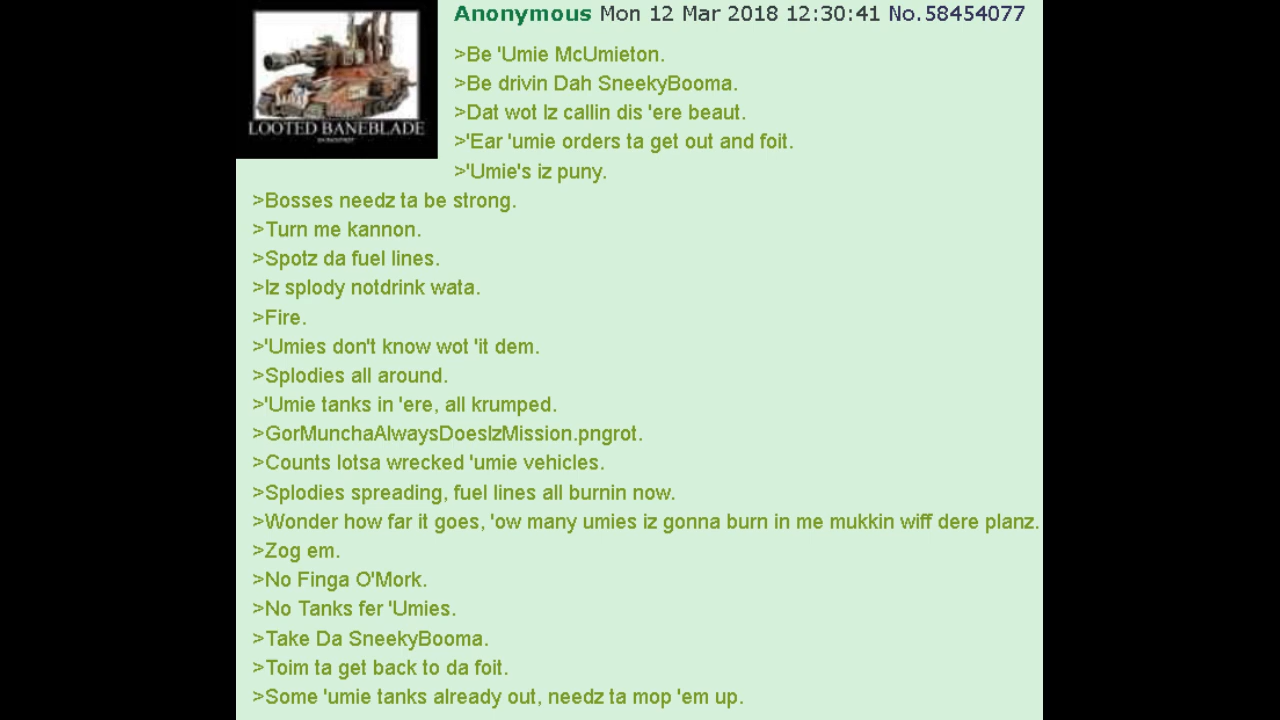 Anonymous Mon 12 Mar 2018 12:30:41 No.58454077
LOOTED BANEBLADE
>Be 'Umie McUmieton.
>Be drivin Dah SneekyBooma.
>Dat wot Iz callin dis 'ere beaut.
>'Ear 'umie orders ta get out and foit.
>'Umie's iz puny.
>Bosses needz ta be strong.
>Turn me kannon.
>Spotz da fuel lines.
>Iz splody notdrink wata.
>Fire.
>'Umies don't know wot 'it dem.
>Splodies all around.
>'Umie tanks in 'ere, all krumped.
>GorMunchaAlwaysDoesIzMission.pngrot.
>Counts lotsa wrecked 'umie vehicles.
>Splodies spreading, fuel lines all burnin now.
>Wonder how far it goes, 'ow many umies iz gonna burn in me mukkin wiff dere planz.
>Zog em.
>No Finga O'Mork.
>No Tanks fer 'Umies.
>Take Da SneekyBooma.
>Toim ta get back to da foit.
>Some 'umie tanks already out, needz ta mop 'em up.